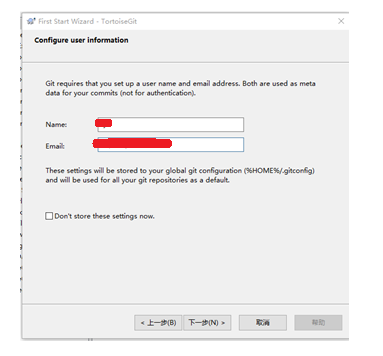 First Start Wizard - TortoiseGit
Configure user information
Git requires that you set up a user name and email address. Both are used as meta
data for your commits (not for authentication).
Name:
Email:
These settings will be stored to your global git configuration (%HOME%/.gitconfig)
and will be used for all your git repositories as a default.
Don't store these settings now.
< 上一步(B) 下一步(N) > 取消 帮助